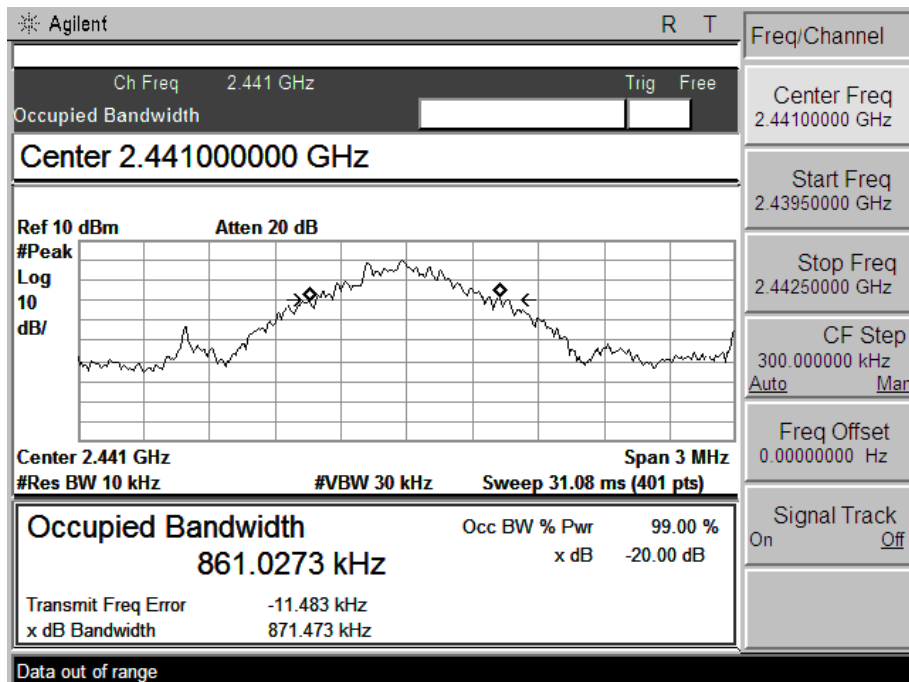 Agilent R T
Ch Freq 2.441 GHz Trig Free
Occupied Bandwidth
Center 2.441000000 GHz
Ref 10 dBm Atten 20 dB
#Peak
Log
10
dB/
Center 2.441 GHz Span 3 MHz
#Res BW 10 kHz #VBW 30 kHz Sweep 31.08 ms (401 pts)
Occupied Bandwidth Occ BW % Pwr 99.00 %
861.0273 kHz x dB -20.00 dB
Transmit Freq Error -11.483 kHz
x dB Bandwidth 871.473 kHz
Data out of range
Freq/Channel
Center Freq
2.44100000 GHz
Start Freq
2.43950000 GHz
Stop Freq
2.44250000 GHz
CF Step
300.000000 kHz
Auto Man
Freq Offset
0.00000000 Hz
Signal Track
On Off